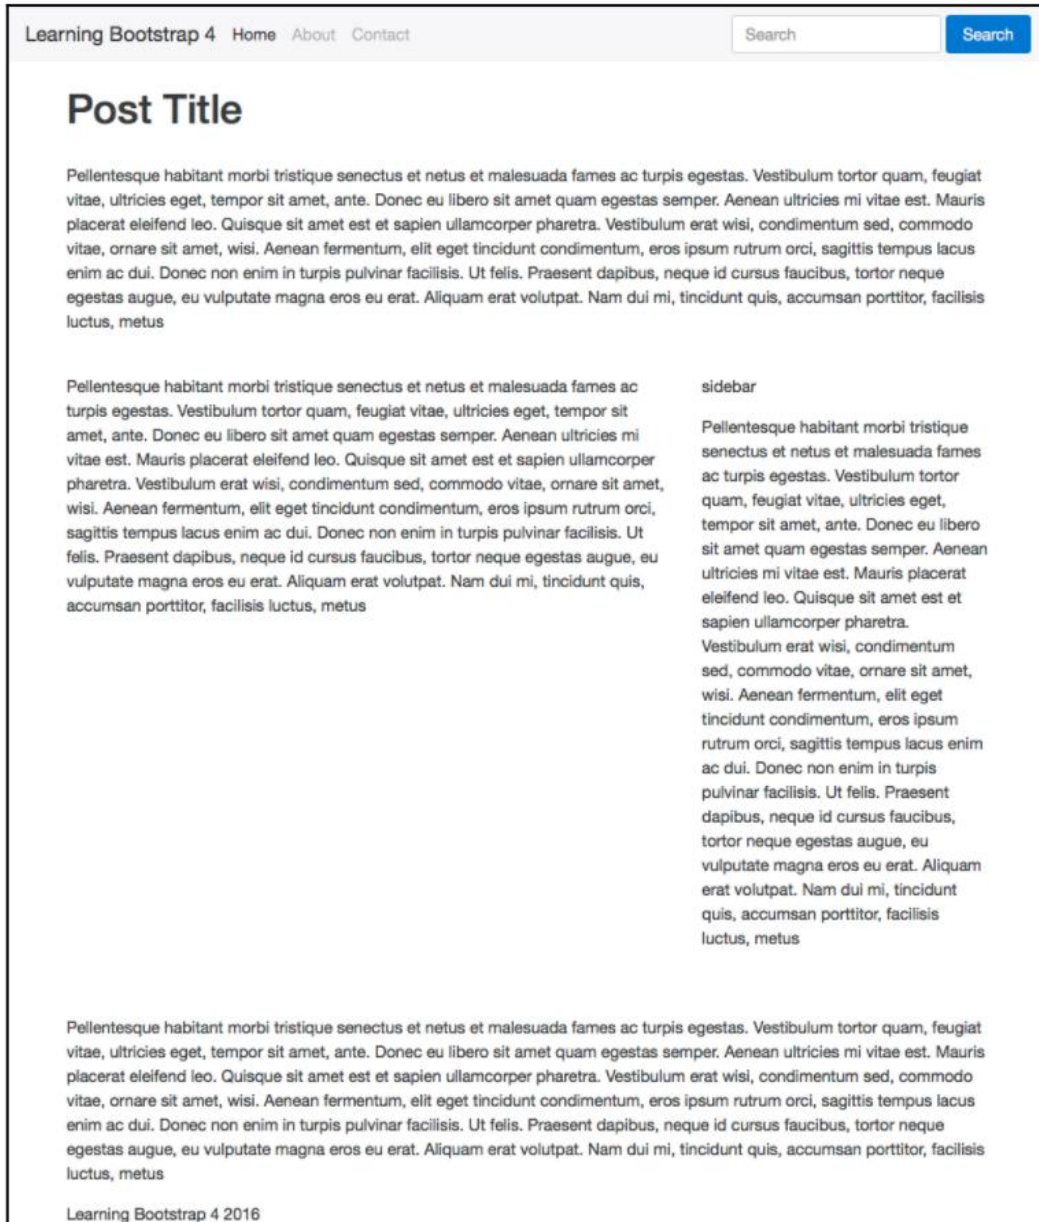 Learning Bootstrap 4 Home About Contact Search Search
Post Title
Pellentesque habitant morbi tristique senectus et netus et malesuada fames ac turpis egestas. Vestibulum tortor quam, feugiat
vitae, ultricies eget, tempor sit amet, ante. Donec eu libero sit amet quam egestas semper. Aenean ultricies mi vitae est. Mauris
placerat eleifend leo. Quisque sit amet est et sapien ullamcorper pharetra. Vestibulum erat wisi, condimentum sed, commodo
vitae, ornare sit amet, wisi. Aenean fermentum, elit eget tincidunt condimentum, eros ipsum rutrum orci, sagittis tempus lacus
enim ac dui. Donec non enim in turpis pulvinar facilisis. Ut felis. Praesent dapibus, neque id cursus faucibus, tortor neque
egestas augue, eu vulputate magna eros eu erat. Aliquam erat volutpat. Nam dui mi, tincidunt quis, accumsan porttitor, facilisis
luctus, metus
Pellentesque habitant morbi tristique senectus et netus et malesuada fames ac
turpis egestas. Vestibulum tortor quam, feugiat vitae, ultricies eget, tempor sit
amet, ante. Donec eu libero sit amet quam egestas semper. Aenean ultricies mi
vitae est. Mauris placerat eleifend leo. Quisque sit amet est et sapien ullamcorper
pharetra. Vestibulum erat wisi, condimentum sed, commodo vitae, ornare sit amet,
wisi. Aenean fermentum, elit eget tincidunt condimentum, eros ipsum rutrum orci,
sagittis tempus lacus enim ac dui. Donec non enim in turpis pulvinar facilisis. Ut
felis. Praesent dapibus, neque id cursus faucibus, tortor neque egestas augue, eu
vulputate magna eros eu erat. Aliquam erat volutpat. Nam dui mi, tincidunt quis,
accumsan porttitor, facilisis luctus, metus
sidebar
Pellentesque habitant morbi tristique
senectus et netus et malesuada fames
ac turpis egestas. Vestibulum tortor
quam, feugiat vitae, ultricies eget,
tempor sit amet, ante. Donec eu libero
sit amet quam egestas semper. Aenean
ultricies mi vitae est. Mauris placerat
eleifend leo. Quisque sit amet est et
sapien ullamcorper pharetra.
Vestibulum erat wisi, condimentum
sed, commodo vitae, ornare sit amet,
wisi. Aenean fermentum, elit eget
tincidunt condimentum, eros ipsum
rutrum orci, sagittis tempus lacus enim
ac dui. Donec non enim in turpis
pulvinar facilisis. Ut felis. Praesent
dapibus, neque id cursus faucibus,
tortor neque egestas augue, eu
vulputate magna eros eu erat. Aliquam
erat volutpat. Nam dui mi, tincidunt
quis, accumsan porttitor, facilisis
luctus, metus
Pellentesque habitant morbi tristique senectus et netus et malesuada fames ac turpis egestas. Vestibulum tortor quam, feugiat
vitae, ultricies eget, tempor sit amet, ante. Donec eu libero sit amet quam egestas semper. Aenean ultricies mi vitae est. Mauris
placerat eleifend leo. Quisque sit amet est et sapien ullamcorper pharetra. Vestibulum erat wisi, condimentum sed, commodo
vitae, ornare sit amet, wisi. Aenean fermentum, elit eget tincidunt condimentum, eros ipsum rutrum orci, sagittis tempus lacus
enim ac dui. Donec non enim in turpis pulvinar facilisis. Ut felis. Praesent dapibus, neque id cursus faucibus, tortor neque
egestas augue, eu vulputate magna eros eu erat. Aliquam erat volutpat. Nam dui mi, tincidunt quis, accumsan porttitor, facilisis
luctus, metus
Learning Bootstrap 4 2016